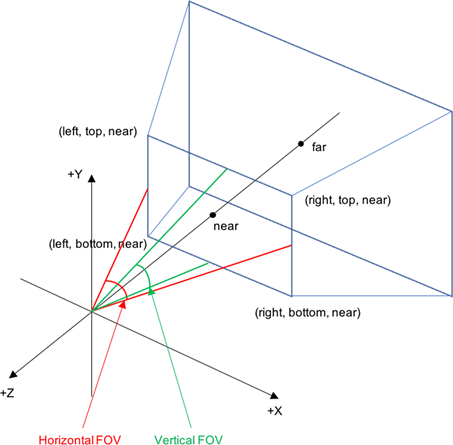 (left, top, near)
far
+Y
(right, top, near)
near
(left, bottom, near)
(right, bottom, near)
+Z
+X
Horizontal FOV
Vertical FOV